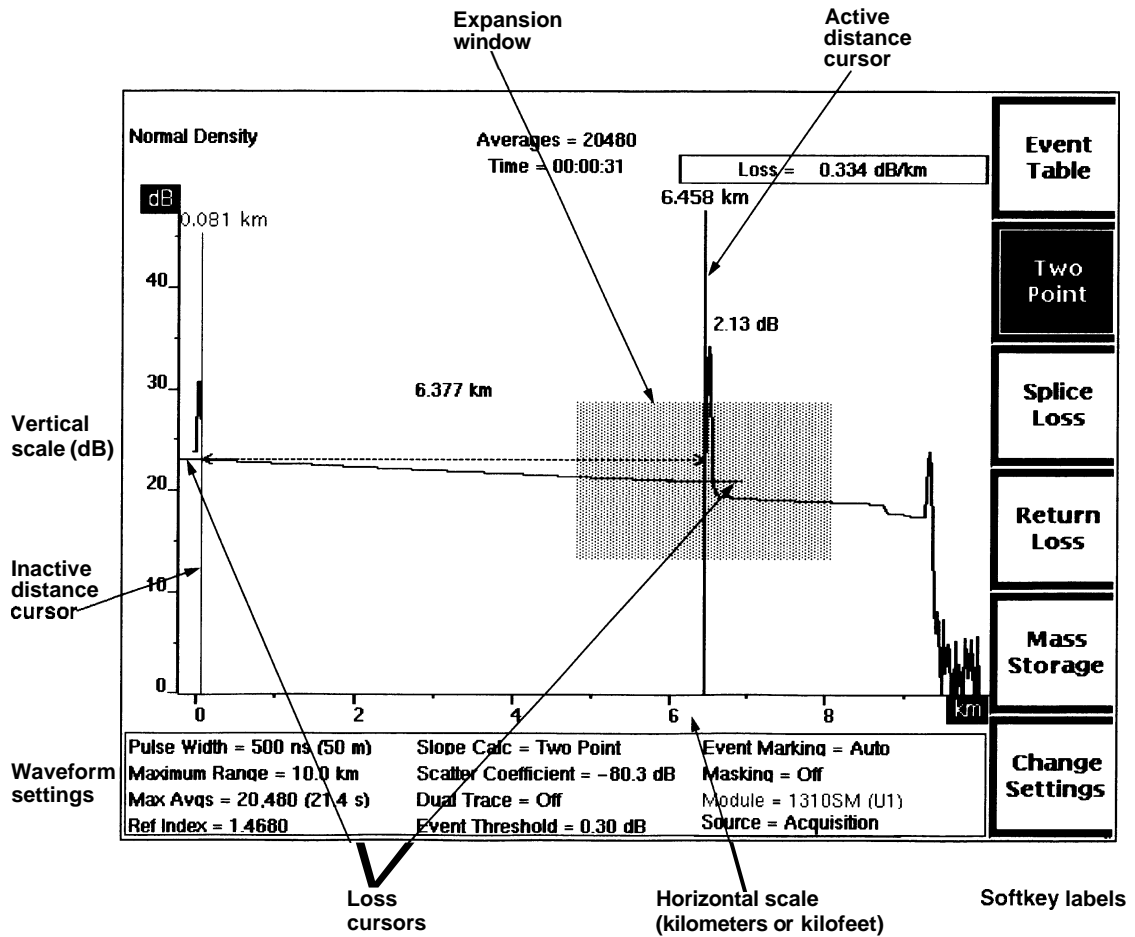 Expansion
window
Active
distance
cursor
Normal Density
Averages = 20480
Time = 00:00:31
Loss = 0.334 dB/km
dB
0.081 km
6.458 km
40
2.13 dB
30
6.377 km
Vertical
scale (dB)
20
Inactive
distance
cursor
10
0
0 2 4 6 8 km
Event
Table
Two
Point
Splice
Loss
Return
Loss
Mass
Storage
Change
Settings
Waveform
settings
Pulse Width = 500 ns (50 m)
Maximum Range = 10.0 km
Max Avgs = 20,480 (21.4 s)
Ref Index = 1.4680
Slope Calc = Two Point
Scatter Coefficient = -80.3 dB
Dual Trace = Off
Event Threshold = 0.30 dB
Event Marking = Auto
Masking = Off
Module = 1310SM (U1)
Source = Acquisition
Loss
cursors
Horizontal scale
(kilometers or kilofeet)
Softkey labels